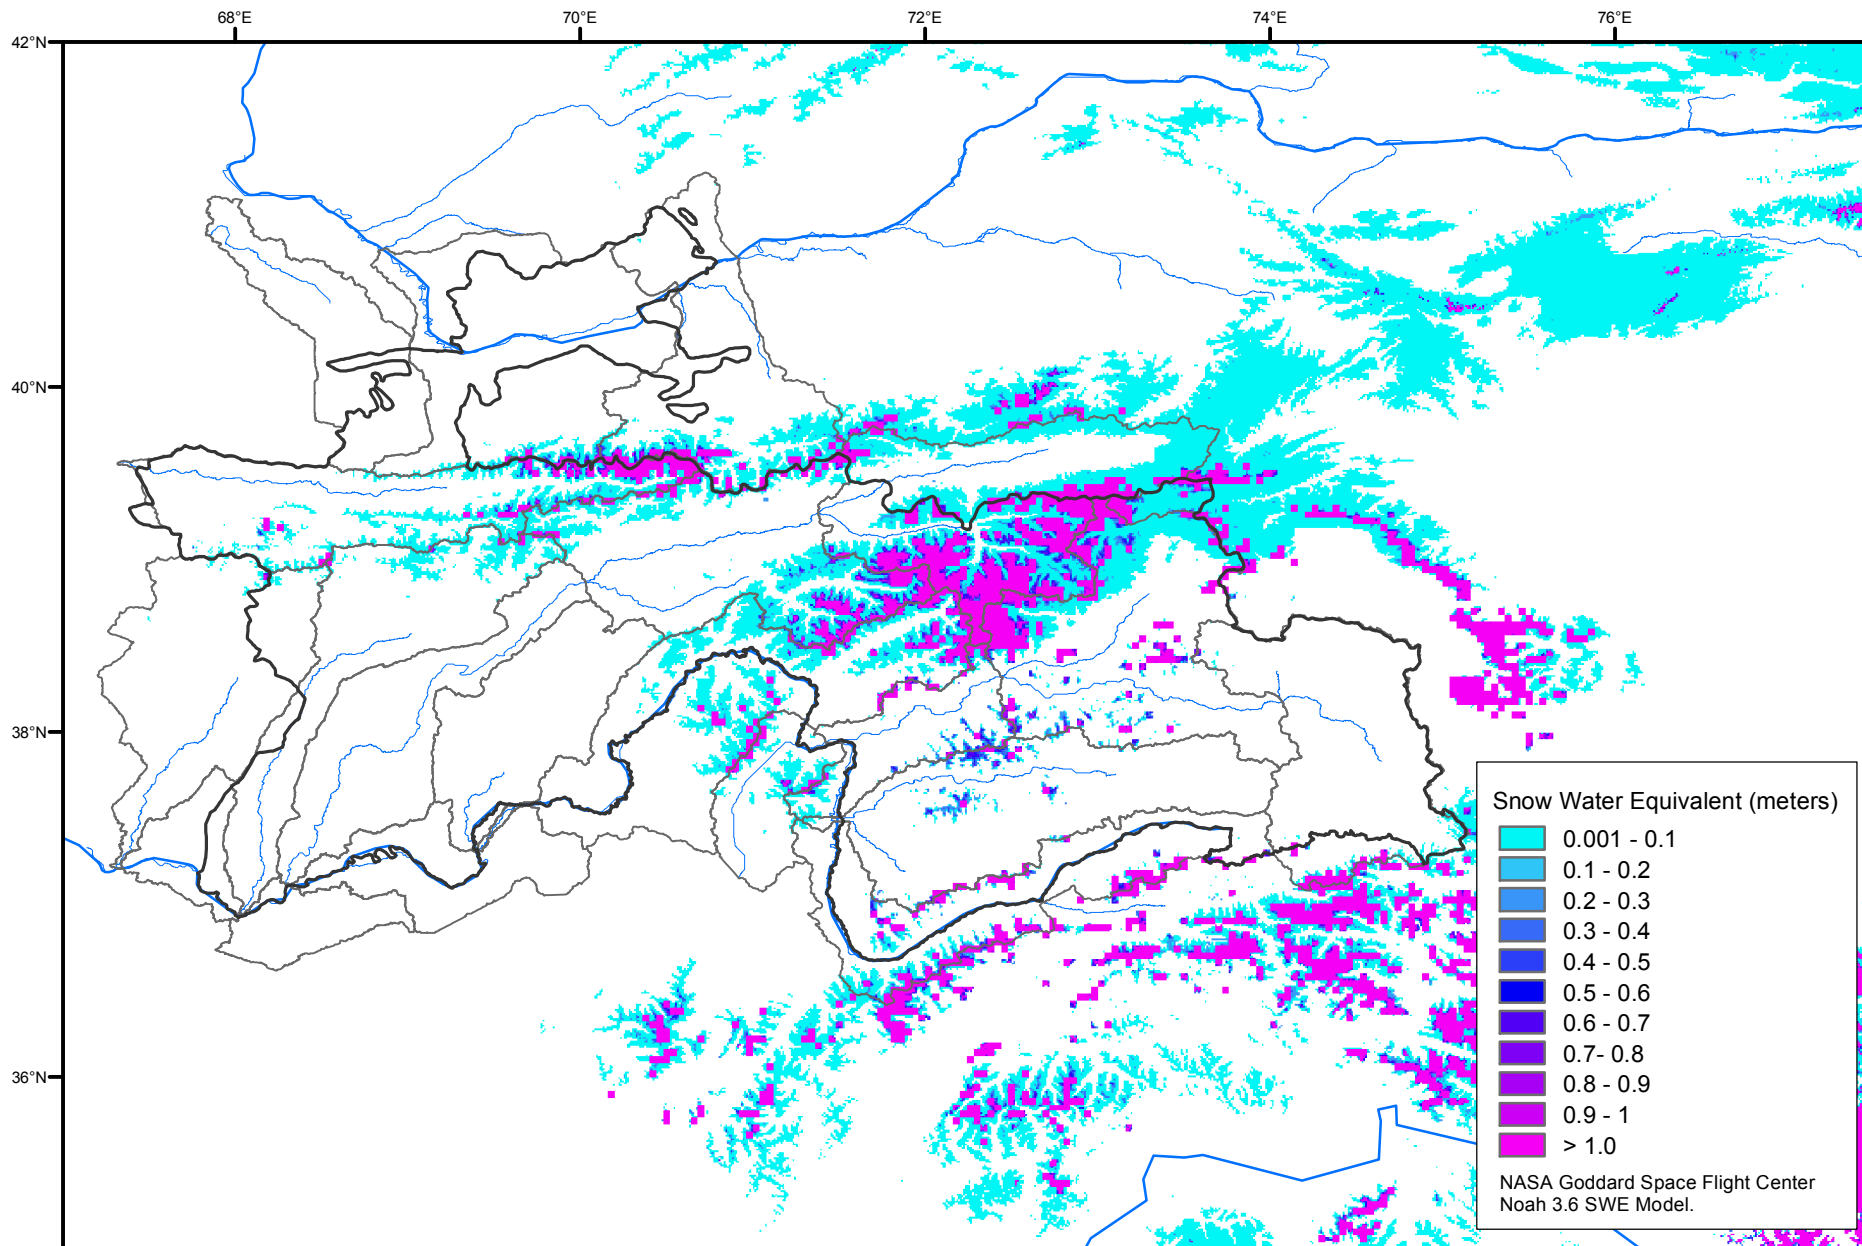 68°E
70°E
72°E
74°E
76°E
42°N
40°N
38°N
36°N
Snow Water Equivalent (meters)
0.001 - 0.1
0.1 - 0.2
0.2 - 0.3
0.3 - 0.4
0.4 - 0.5
0.5 - 0.6
0.6 - 0.7
0.7- 0.8
0.8 - 0.9
0.9 - 1
> 1.0
NASA Goddard Space Flight Center
Noah 3.6 SWE Model.